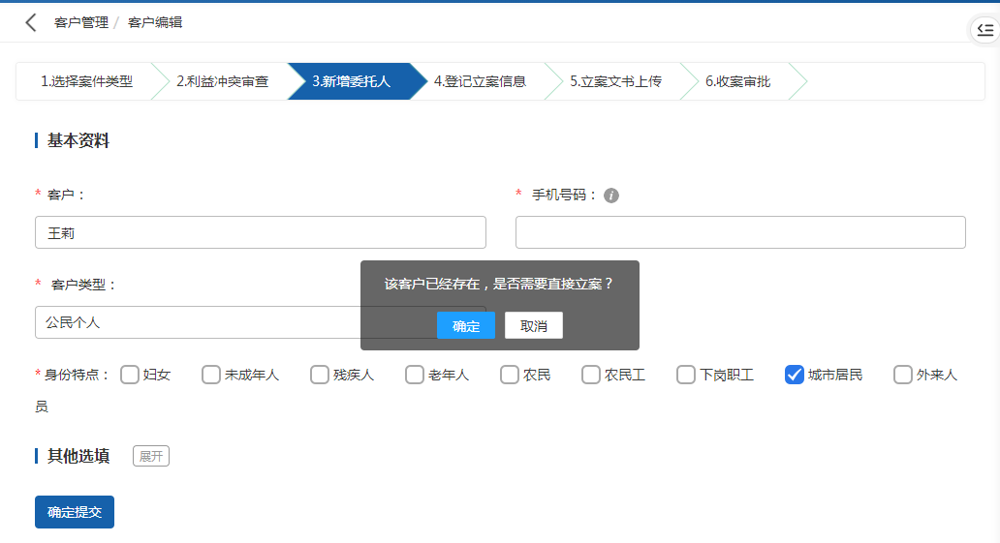 客户管理 / 客户编辑
1.选择案件类型 2.利益冲突审查 3.新增委托人 4.登记立案信息 5.立案文书上传 6.收案审批
基本资料
* 客户： * 手机号码： i
王莉
* 客户类型：
该客户已经存在，是否需要直接立案？
公民个人
确定 取消
* 身份特点： 妇女 未成年人 残疾人 老年人 农民 农民工 下岗职工 城市居民 外来人
员
其他选填 展开
确定提交